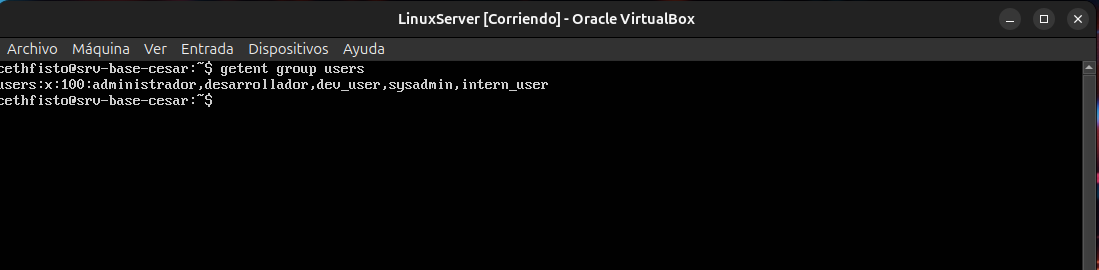 LinuxServer [Corriendo] - Oracle VirtualBox
Archivo Máquina Ver Entrada Dispositivos Ayuda
cethfisto@srv-base-cesar:~$ getent group users
users:x:100:administrador,desarrollador,dev_user,sysadmin,intern_user
cethfisto@srv-base-cesar:~$